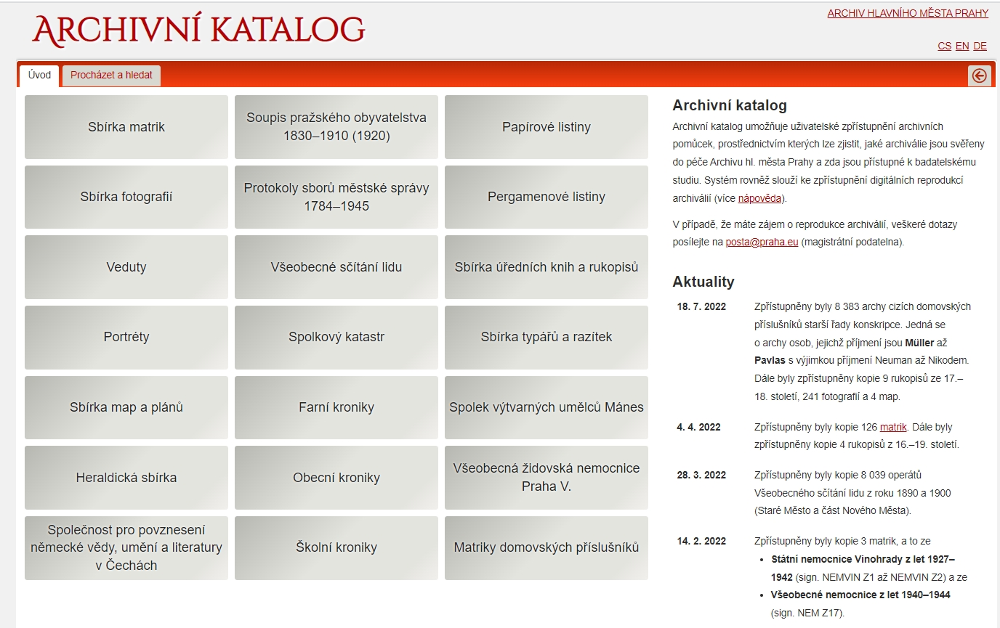 ARCHIVNÍ KATALOG
ARCHIV HLAVNÍHO MĚSTA PRAHY
CS EN DE
Úvod
Procházet a hledat
Sbírka matrik
Soupis pražského obyvatelstva
1830–1910 (1920)
Papírové listiny
Sbírka fotografií
Protokoly sborů městské správy
1784–1945
Pergamenové listiny
Veduty
Všeobecné sčítání lidu
Sbírka úředních knih a rukopisů
Portréty
Spolkový katastr
Sbírka typářů a razítek
Sbírka map a plánů
Farní kroniky
Spolek výtvarných umělců Mánes
Heraldická sbírka
Obecní kroniky
Všeobecná židovská nemocnice
Praha V.
Společnost pro povznesení
německé vědy, umění a literatury
v Čechách
Školní kroniky
Matriky domovských příslušníků
Archivní katalog
Archivní katalog umožňuje uživatelské zpřístupnění archivních
pomůcek, prostřednictvím kterých lze zjistit, jaké archiválie jsou svěřeny
do péče Archivu hl. města Prahy a zda jsou přístupné k badatelskému
studiu. Systém rovněž slouží ke zpřístupnění digitálních reprodukcí
archiválií (více nápověda).
V případě, že máte zájem o reprodukce archiválií, veškeré dotazy
posílejte na posta@praha.eu (magistrátní podatelna).
Aktuality
18. 7. 2022 Zpřístupněny byly 8 383 archy cizích domovských
příslušníků starší řady konskripce. Jedná se
o archy osob, jejichž příjmení jsou Müller až
Pavlas s výjimkou příjmení Neuman až Nikodem.
Dále byly zpřístupněny kopie 9 rukopisů ze 17.–
18. století, 241 fotografií a 4 map.
4. 4. 2022 Zpřístupněny byly kopie 126 matrik. Dále byly
zpřístupněny kopie 4 rukopisů z 16.–19. století.
28. 3. 2022 Zpřístupněny byly kopie 8 039 operátů
Všeobecného sčítání lidu z roku 1890 a 1900
(Staré Město a část Nového Města).
14. 2. 2022 Zpřístupněny byly kopie 3 matrik, a to ze
• Státní nemocnice Vinohrady z let 1927–
1942 (sign. NEMVIN Z1 až NEMVIN Z2) a ze
• Všeobecné nemocnice z let 1940–1944
(sign. NEM Z17).